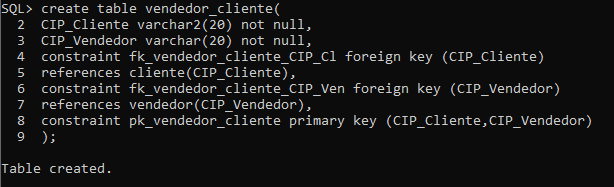 SQL> create table vendedor_cliente(
2 CIP_Cliente varchar2(20) not null,
3 CIP_Vendedor varchar(20) not null,
4 constraint fk_vendedor_cliente_CIP_Cl foreign key (CIP_Cliente)
5 references cliente(CIP_Cliente),
6 constraint fk_vendedor_cliente_CIP_Ven foreign key (CIP_Vendedor)
7 references vendedor(CIP_Vendedor),
8 constraint pk_vendedor_cliente primary key (CIP_Cliente,CIP_Vendedor)
9 );
Table created.